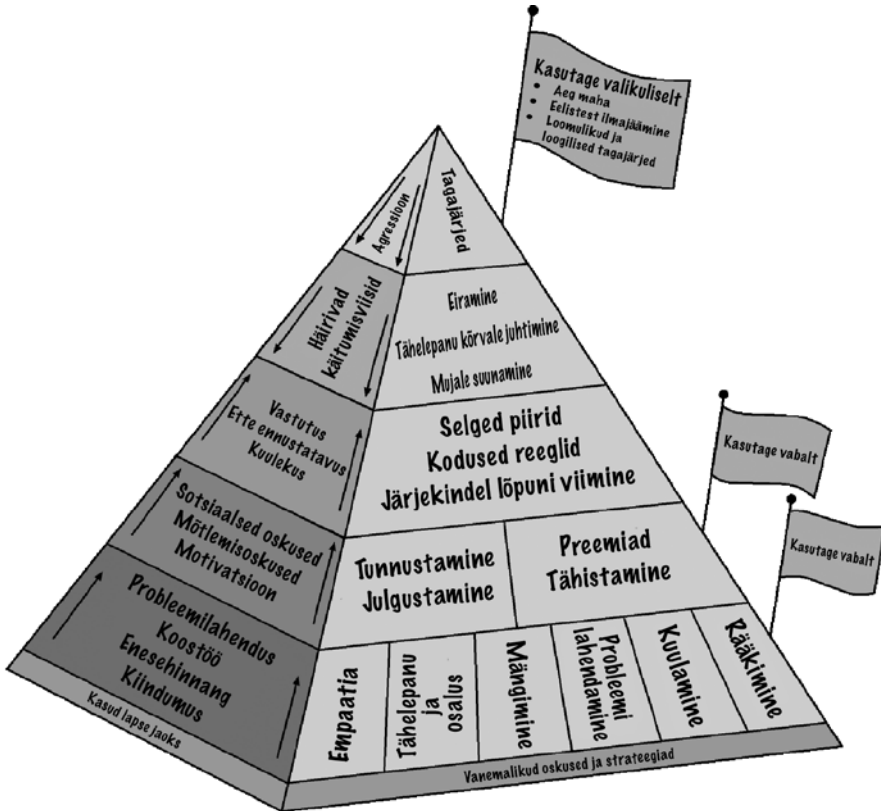 Kasutage valikuliselt
• Aeg maha
• Eelistest ilmajäämine
• Loomulikud ja
loogilised tagajärjed
Agressioon
Tagajärjed
Häirivad
käitumisviisid
Eiramine
Tähelepanu kõrvale juhtimine
Mujale suunamine
Vastutus
Ette ennustatavus
Kuulekus
Selged piirid
Kodused reeglid
Järjekindel lõpuni viimine
Kasutage vabalt
Sotsiaalsed oskused
Mõtlemisoskused
Motivatsioon
Tunnustamine
Julgustamine
Preemiad
Tähistamine
Kasutage vabalt
Probleemilahendus
Koostöö
Enesehinnang
Kiindumus
Empaatia
Tähelepanu
ja
osalus
Mängimine
Probleemi
lahendamine
Kuulamine
Rääkimine
Kasud lapse jaoks
Vanemalikud oskused ja strateegiad